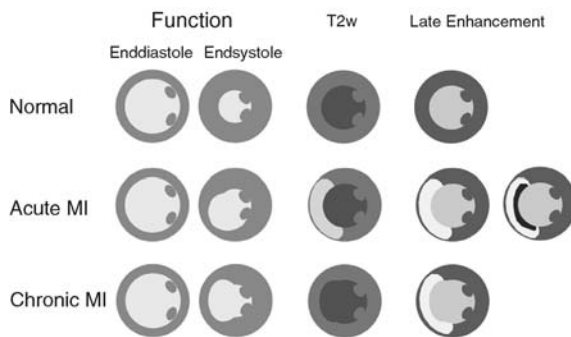 Function
T2w
Late Enhancement
Enddiastole
Endsystole
Normal
Acute MI
Chronic MI